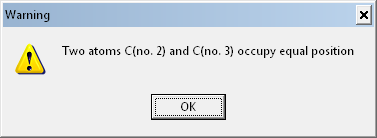 Warning
Two atoms C(no. 2) and C(no. 3) occupy equal position
OK